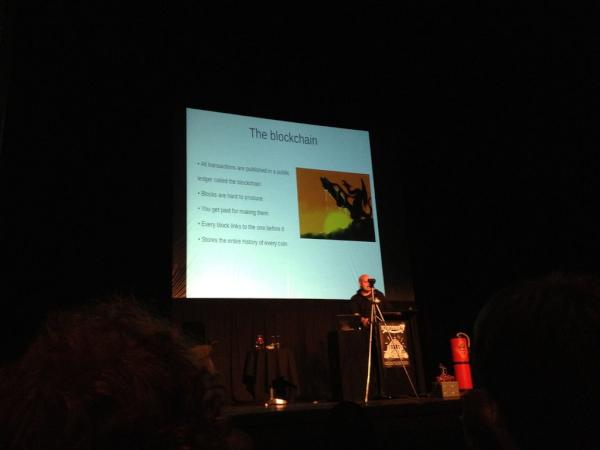 The blockchain
• All transactions are published in a public
ledger called the blockchain
• Blocks are hard to produce
• You get paid for making them
• Every block links to the one before it
• Stores the entire history of every coin